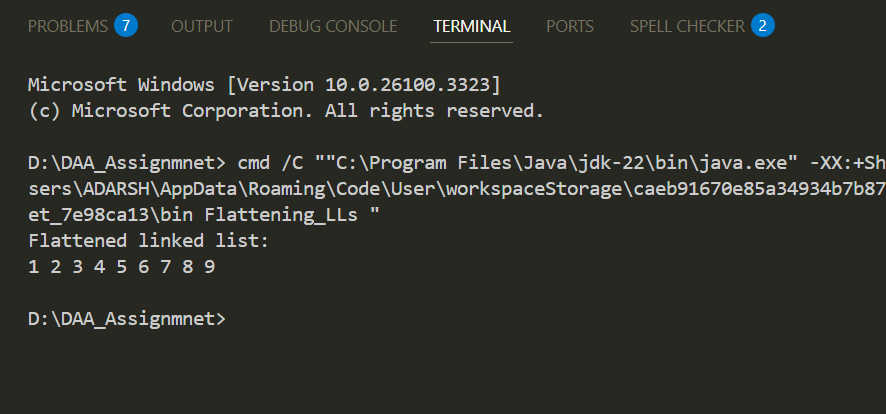 PROBLEMS 7 OUTPUT DEBUG CONSOLE TERMINAL PORTS SPELL CHECKER 2
Microsoft Windows [Version 10.0.26100.3323]
(c) Microsoft Corporation. All rights reserved.
D:\DAA_Assignmnet> cmd /C ""C:\Program Files\Java\jdk-22\bin\java.exe" -XX:+Sh
sers\ADARSH\AppData\Roaming\Code\User\workspaceStorage\caeb91670e85a34934b7b87
et_7e98ca13\bin Flattening_LLs "
Flattened linked list:
1 2 3 4 5 6 7 8 9
D:\DAA_Assignmnet>